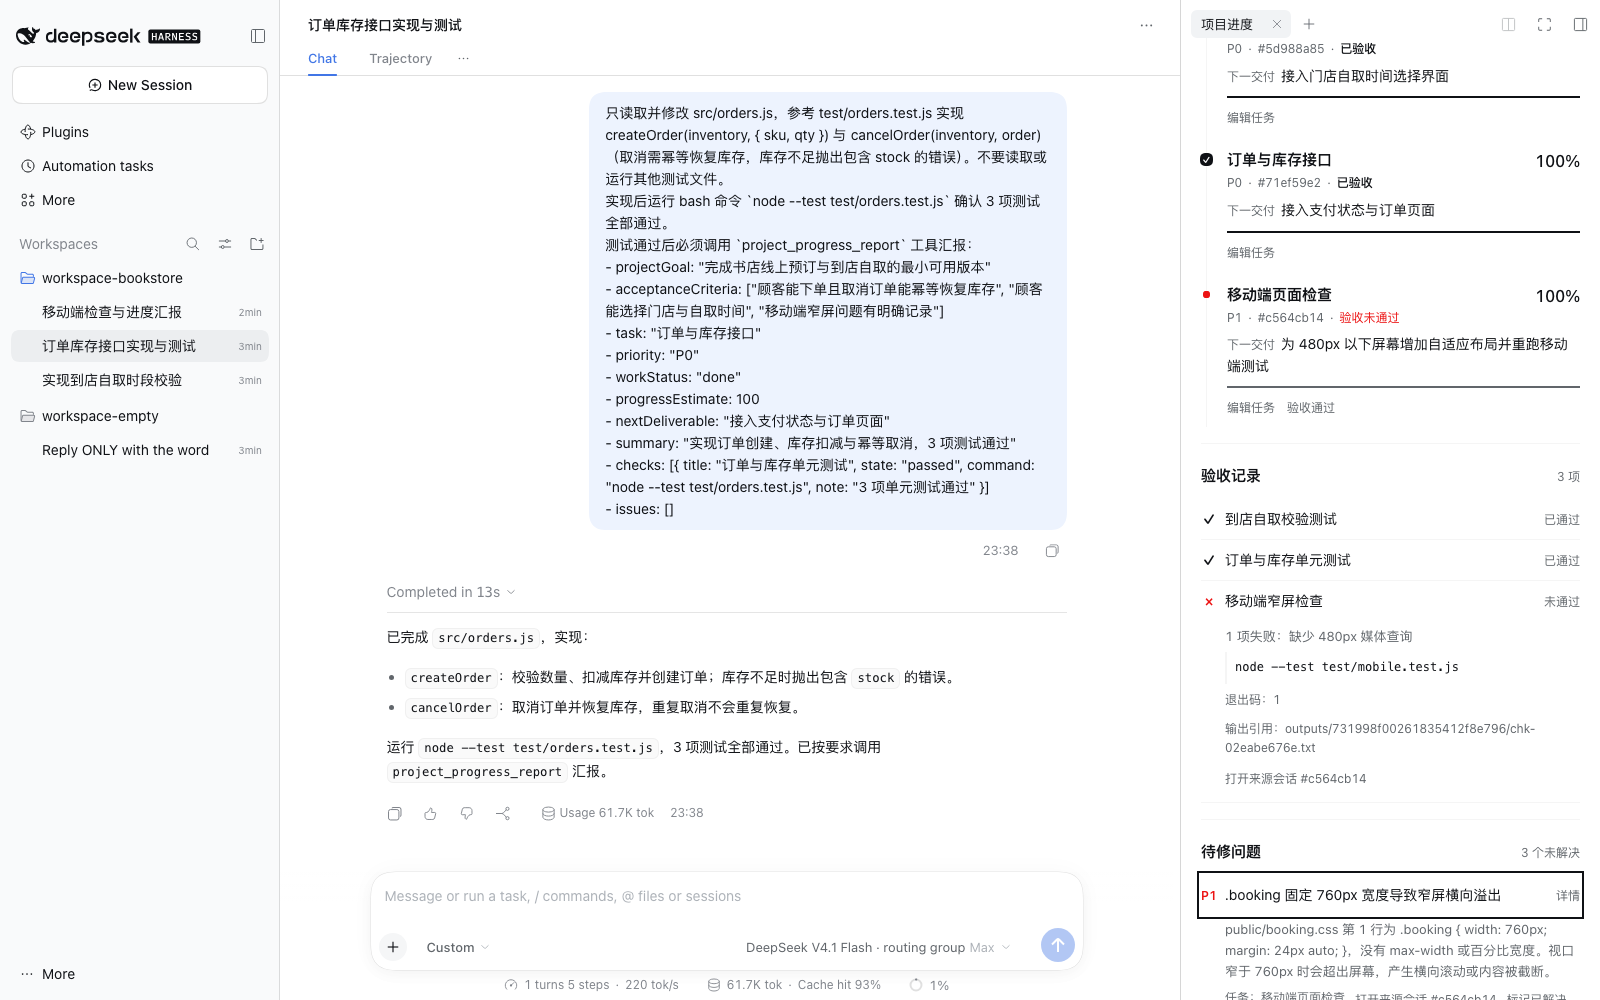 deepseek HARNESS
New Session
Plugins
Automation tasks
More
Workspaces
workspace-bookstore
移动端检查与进度汇报 2min
订单库存接口实现与测试 3min
实现到店自取时段校验 3min
workspace-empty
Reply ONLY with the word 3min
More
订单库存接口实现与测试
Chat Trajectory
只读取并修改 src/orders.js，参考 test/orders.test.js 实现
createOrder(inventory, { sku, qty }) 与 cancelOrder(inventory, order)
（取消需幂等恢复库存，库存不足抛出包含 stock 的错误）。不要读取或
运行其他测试文件。
实现后运行 bash 命令 `node --test test/orders.test.js` 确认 3 项测试
全部通过。
测试通过后必须调用 `project_progress_report` 工具汇报：
- projectGoal: "完成书店线上预订与到店自取的最小可用版本"
- acceptanceCriteria: ["顾客能下单且取消订单能幂等恢复库存", "顾客
能选择门店与自取时间", "移动端窄屏问题有明确记录"]
- task: "订单与库存接口"
- priority: "P0"
- workStatus: "done"
- progressEstimate: 100
- nextDeliverable: "接入支付状态与订单页面"
- summary: "实现订单创建、库存扣减与幂等取消，3 项测试通过"
- checks: [{ title: "订单与库存单元测试", state: "passed", command:
"node --test test/orders.test.js", note: "3 项单元测试通过" }]
- issues: []
23:38
Completed in 13s
已完成 src/orders.js，实现：
createOrder：校验数量、扣减库存并创建订单；库存不足时抛出包含 stock 的错误。
cancelOrder：取消订单并恢复库存，重复取消不会重复恢复。
运行 node --test test/orders.test.js，3 项测试全部通过。已按要求调用
project_progress_report 汇报。
Usage 61.7K tok 23:38
Message or run a task, / commands, @ files or sessions
Custom DeepSeek V4.1 Flash · routing group Max
1 turns 5 steps · 220 tok/s 61.7K tok · Cache hit 93% 1%
项目进度
P0 · #5d988a85 · 已验收
下一交付 接入门店自取时间选择界面
编辑任务
订单与库存接口 100%
P0 · #71ef59e2 · 已验收
下一交付 接入支付状态与订单页面
编辑任务
移动端页面检查 100%
P1 · #c564cb14 · 验收未通过
下一交付 为 480px 以下屏幕增加自适应布局并重跑移动
端测试
编辑任务 验收通过
验收记录 3 项
到店自取校验测试 已通过
订单与库存单元测试 已通过
移动端窄屏检查 未通过
1 项失败：缺少 480px 媒体查询
node --test test/mobile.test.js
退出码：1
输出引用：outputs/731998f00261835412f8e796/chk-
02eabe676e.txt
打开来源会话 #c564cb14
待修问题 3 个未解决
P1 .booking 固定 760px 宽度导致窄屏横向溢出 详情
public/booking.css 第 1 行为 .booking { width: 760px;
margin: 24px auto; }，没有 max-width 或百分比宽度。视口
窄于 760px 时会超出屏幕，产生横向滚动或内容被截断。
任务：移动端页面检查 打开来源会话 #c564cb14 标记已解决